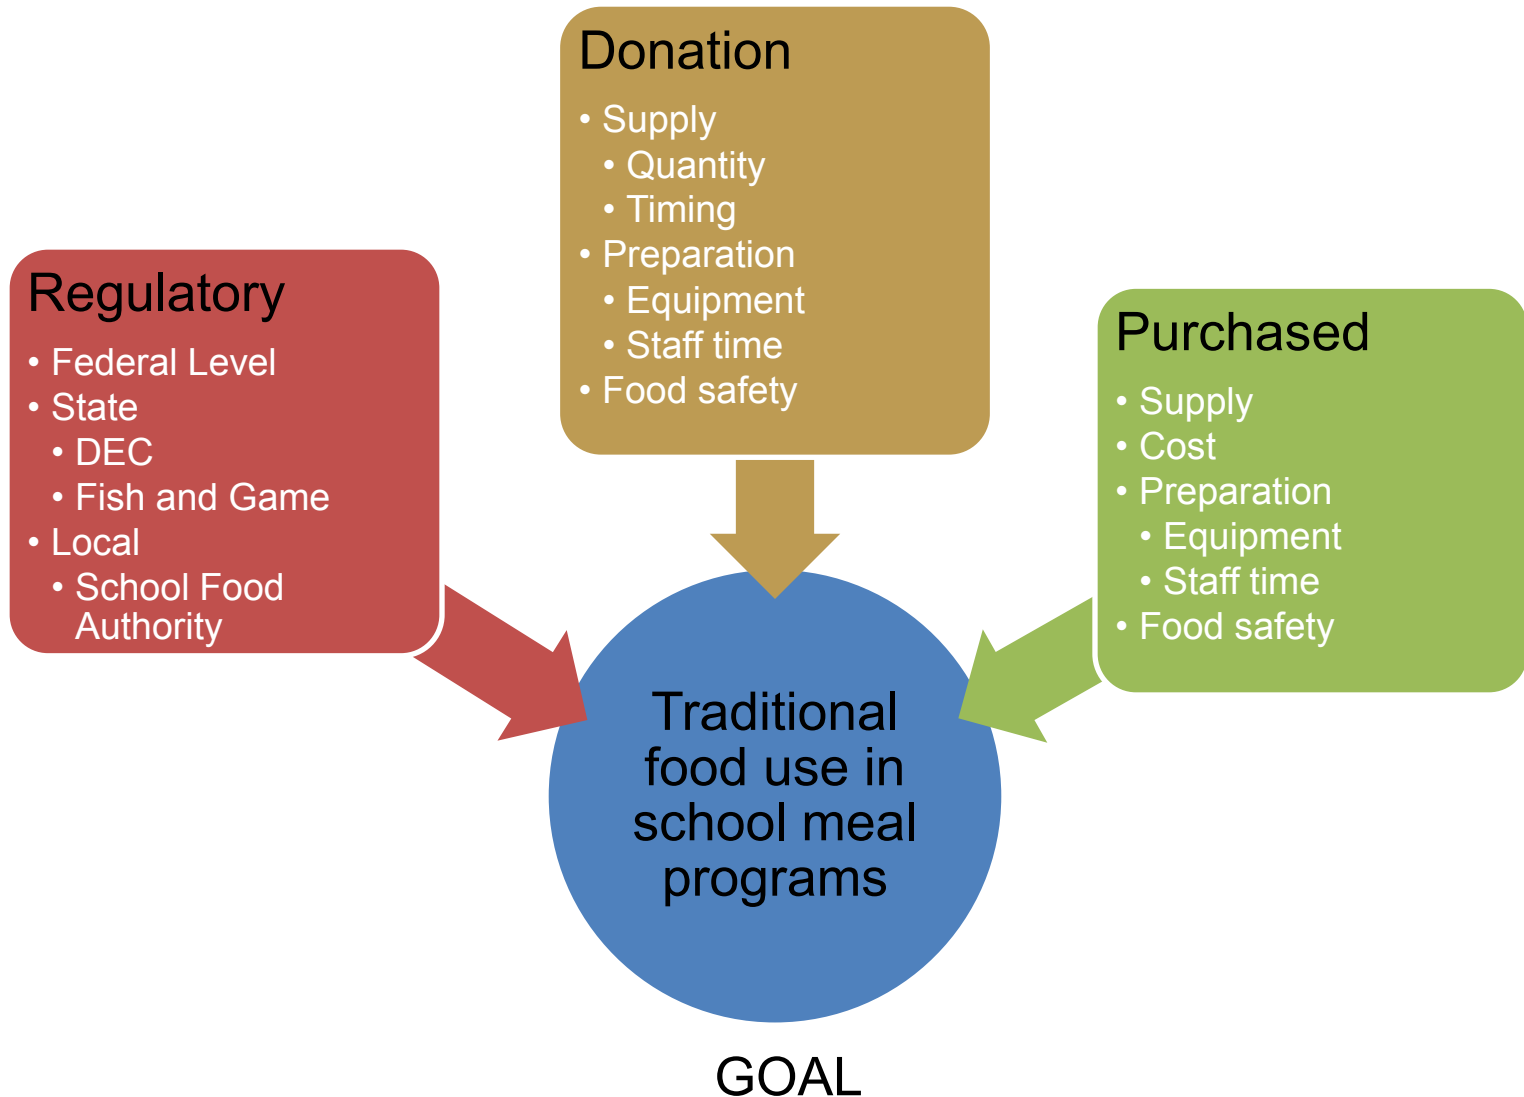 Donation
• Supply
• Quantity
• Timing
• Preparation
• Equipment
• Staff time
• Food safety
Regulatory
• Federal Level
• State
• DEC
• Fish and Game
• Local
• School Food
Authority
Purchased
• Supply
• Cost
• Preparation
• Equipment
• Staff time
• Food safety
Traditional
food use in
school meal
programs
GOAL